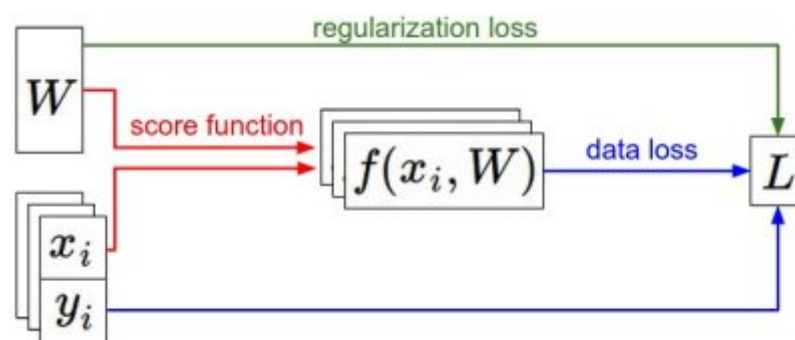 regularization loss
W
score function
f(x_i, W)
data loss
L
x_i
y_i